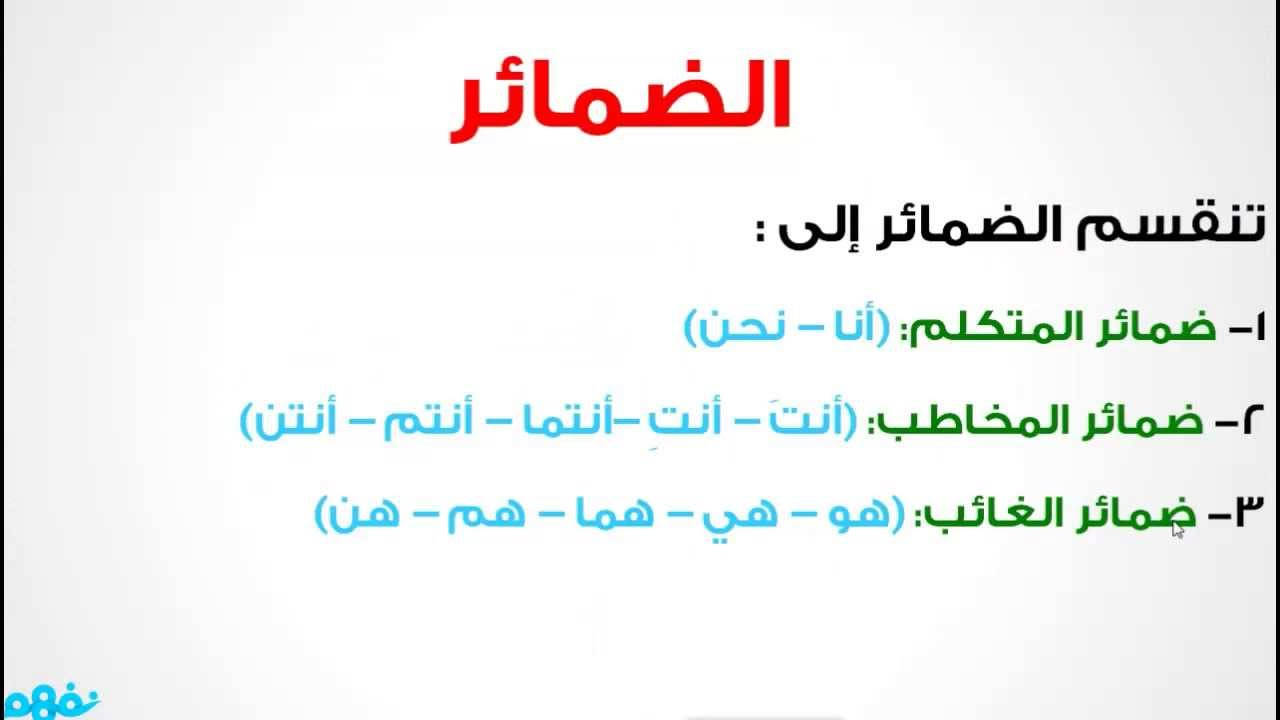 الضمائر
تنقسم الضمائر إلى :
١- ضمائر المتكلم: (أنا – نحن)
٢- ضمائر المخاطب: (أنتَ – أنتِ –أنتما – أنتم – أنتن)
٣- ضمائر الغائب: (هو – هي – هما – هم – هن)
نفهم